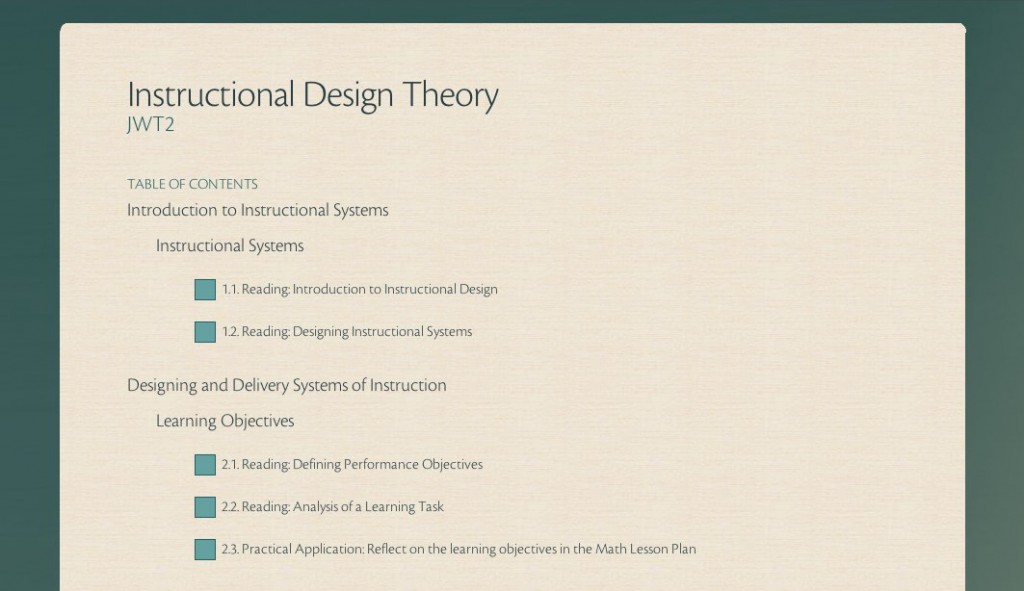 Instructional Design Theory
JWT2
TABLE OF CONTENTS
Introduction to Instructional Systems
Instructional Systems
1.1. Reading: Introduction to Instructional Design
1.2. Reading: Designing Instructional Systems
Designing and Delivery Systems of Instruction
Learning Objectives
2.1. Reading: Defining Performance Objectives
2.2. Reading: Analysis of a Learning Task
2.3. Practical Application: Reflect on the learning objectives in the Math Lesson Plan